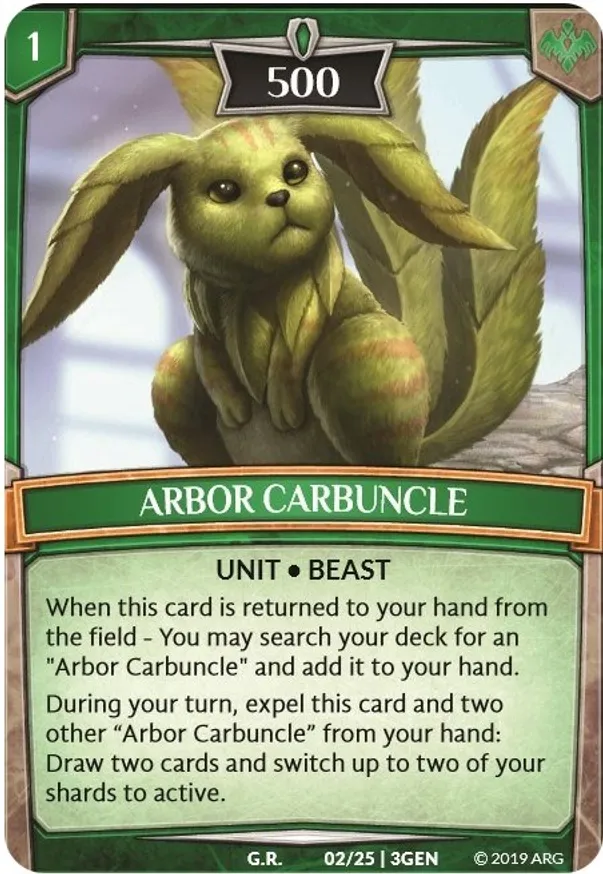 1
500
ARBOR CARBUNCLE
UNIT • BEAST
When this card is returned to your hand from
the field - You may search your deck for an
"Arbor Carbuncle" and add it to your hand.
During your turn, expel this card and two
other “Arbor Carbuncle” from your hand:
Draw two cards and switch up to two of your
shards to active.
G.R. 02/25 | 3GEN © 2019 ARG